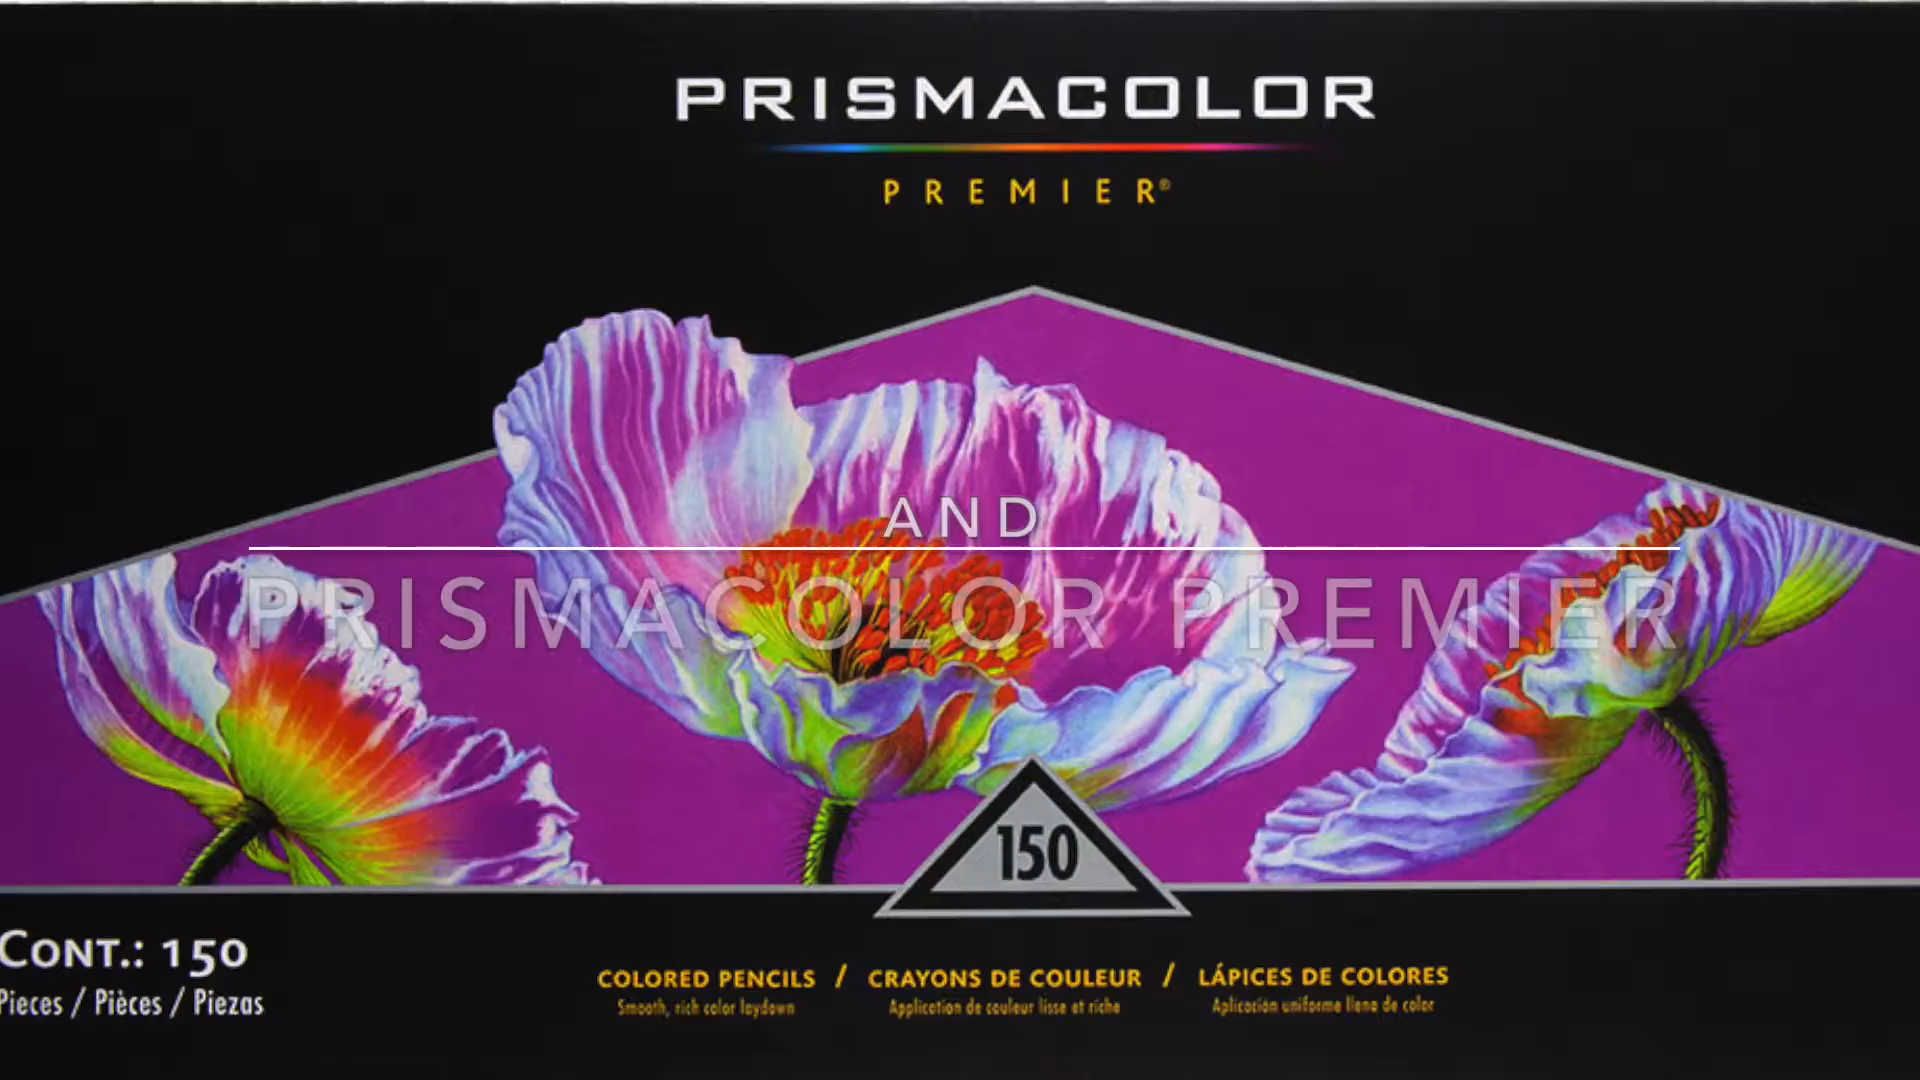 PRISMACOLOR
PREMIER®
AND
PRISMACOLOR PREMIER
150
CONT.: 150
Pieces / Pièces / Piezas
COLORED PENCILS / CRAYONS DE COULEUR / LÁPICES DE COLORES
Smooth, rich color laydown Application de couleur lisse et riche Aplicación uniforme llena de color